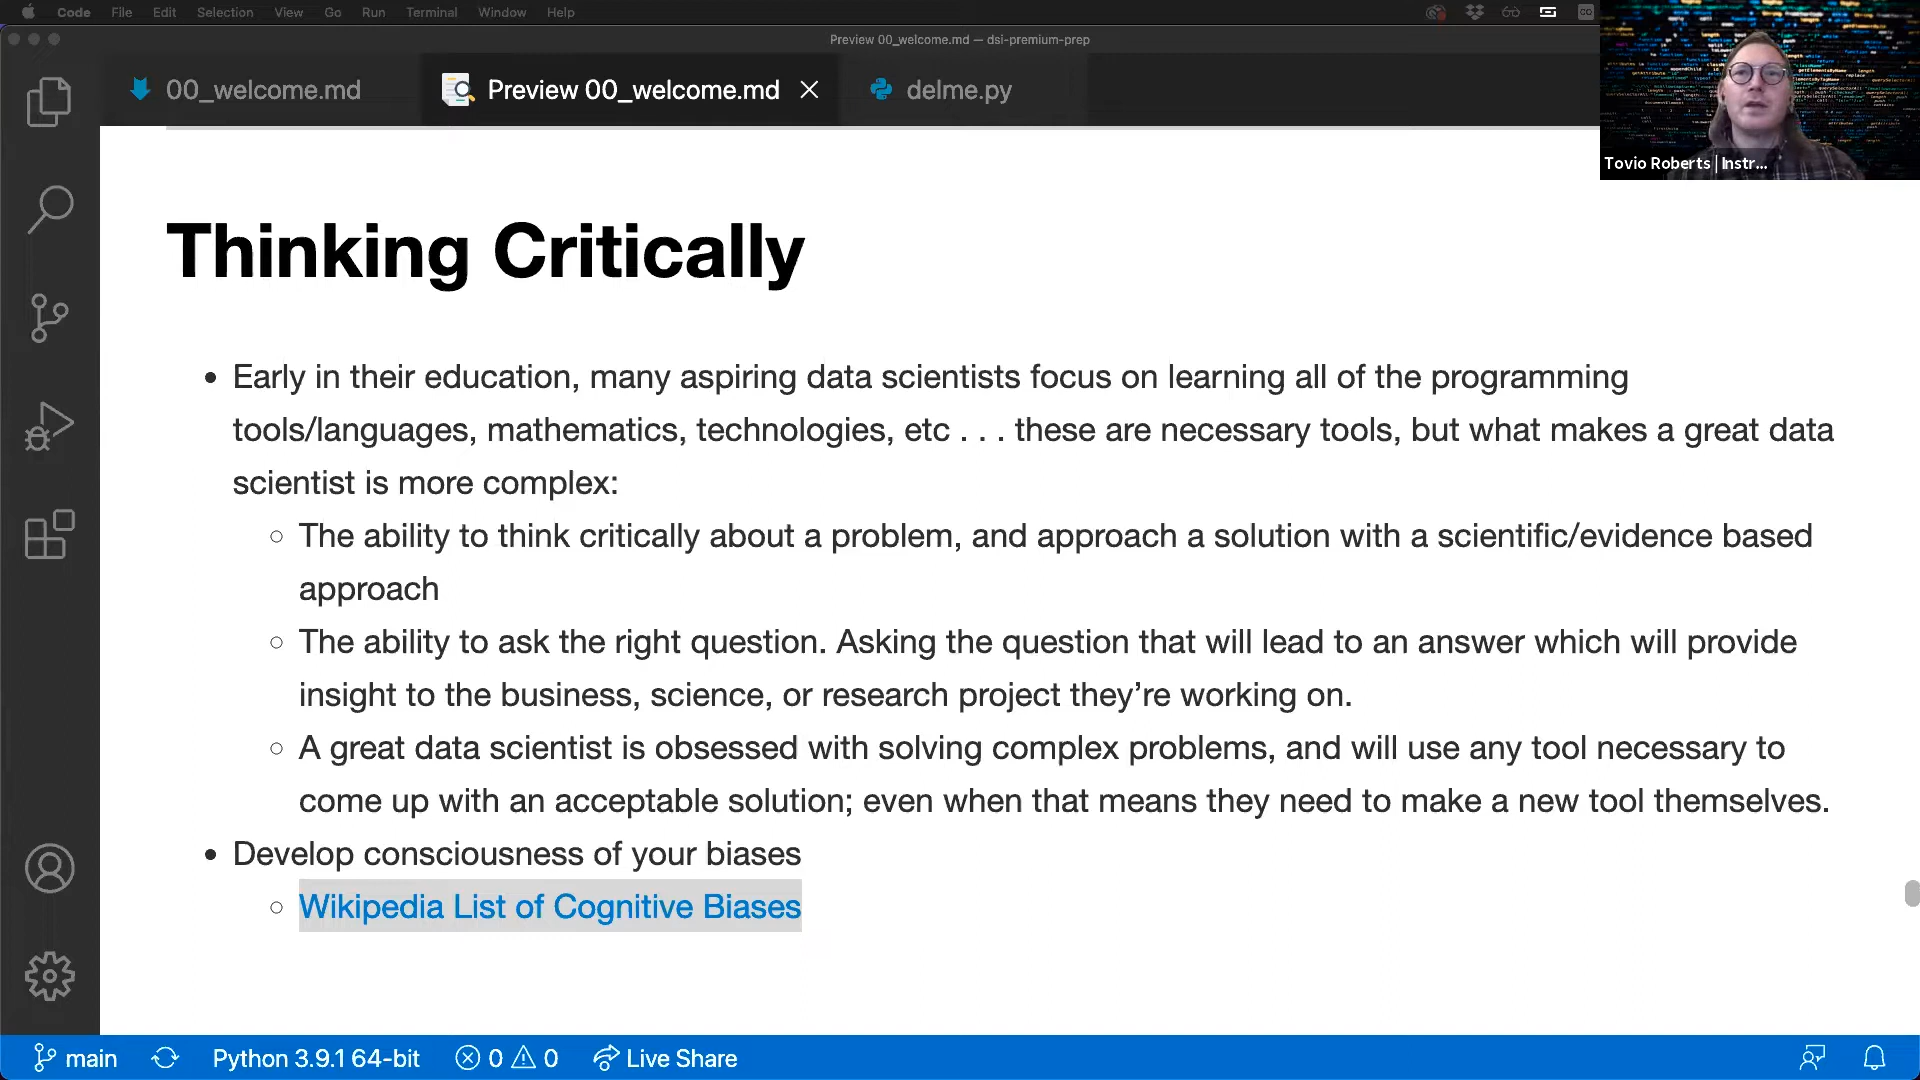 Code File Edit Selection View Go Run Terminal Window Help
Preview 00_welcome.md — dsi-premium-prep
00_welcome.md
Preview 00_welcome.md
delme.py
Tovio Roberts | Instr...
Thinking Critically
Early in their education, many aspiring data scientists focus on learning all of the programming
tools/languages, mathematics, technologies, etc . . . these are necessary tools, but what makes a great data
scientist is more complex:
The ability to think critically about a problem, and approach a solution with a scientific/evidence based
approach
The ability to ask the right question. Asking the question that will lead to an answer which will provide
insight to the business, science, or research project they’re working on.
A great data scientist is obsessed with solving complex problems, and will use any tool necessary to
come up with an acceptable solution; even when that means they need to make a new tool themselves.
Develop consciousness of your biases
Wikipedia List of Cognitive Biases
main Python 3.9.1 64-bit 0 0 Live Share